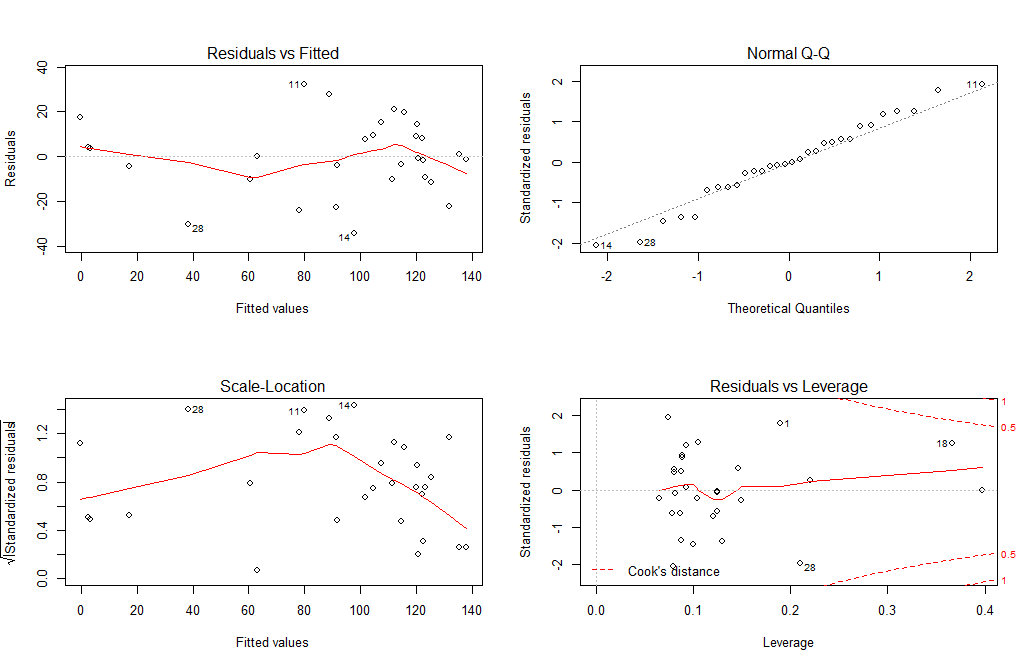 Residuals vs Fitted
Residuals
40
20
0
-20
-40
11
28
14
0 20 40 60 80 100 120 140
Fitted values
Normal Q-Q
Standardized residuals
2
1
0
-1
-2
11
14
28
-2 -1 0 1 2
Theoretical Quantiles
Scale-Location
√|Standardized residuals|
1.2
0.8
0.4
0.0
28
11
14
0 20 40 60 80 100 120 140
Fitted values
Residuals vs Leverage
Standardized residuals
2
1
0
-1
-2
1
18
28
1
0.5
0.5
1
Cook's distance
0.0 0.1 0.2 0.3 0.4
Leverage